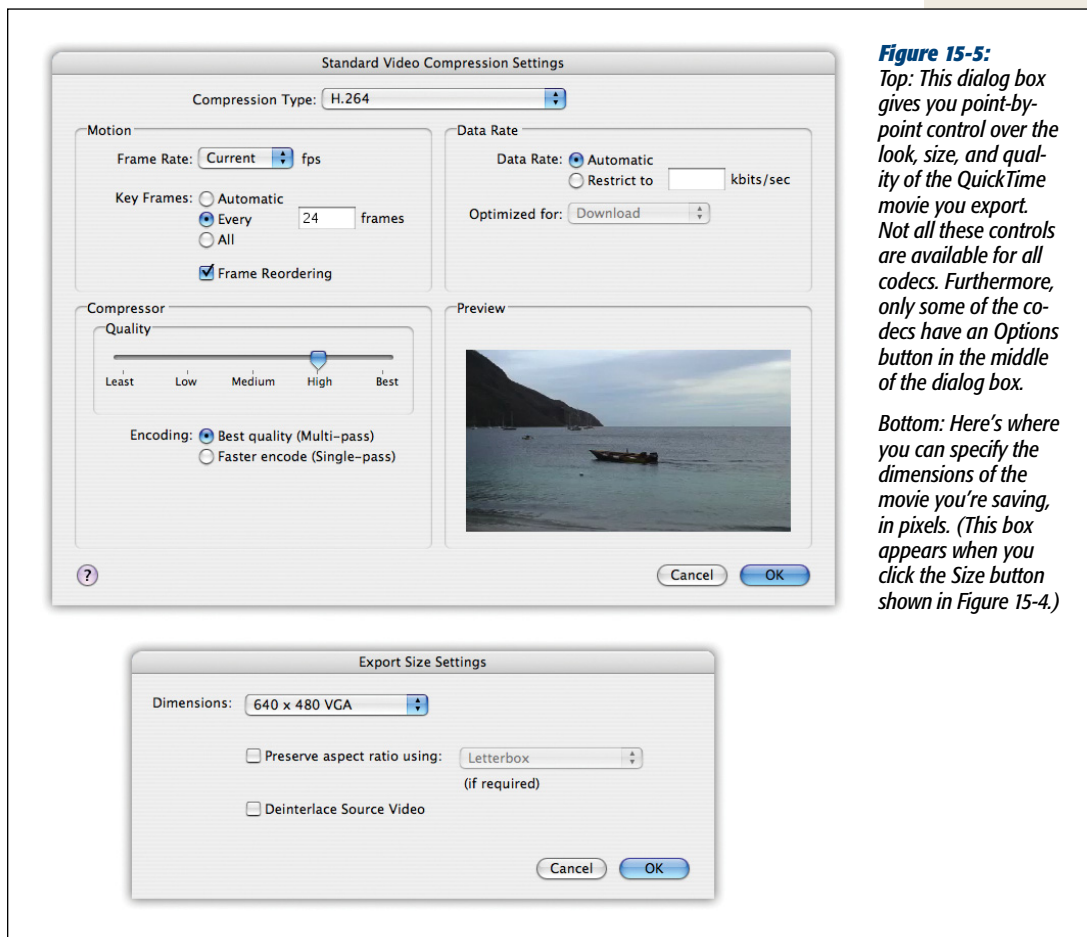 Standard Video Compression Settings
Compression Type: H.264
Motion
Frame Rate: Current fps
Key Frames: Automatic
Every 24 frames
All
Frame Reordering
Data Rate
Data Rate: Automatic
Restrict to kbits/sec
Optimized for: Download
Compressor
Quality
Least Low Medium High Best
Encoding: Best quality (Multi-pass)
Faster encode (Single-pass)
Preview
?
Cancel OK
Export Size Settings
Dimensions: 640 x 480 VGA
Preserve aspect ratio using: Letterbox
(if required)
Deinterlace Source Video
Cancel OK
Figure 15-5:
Top: This dialog box
gives you point-by-
point control over the
look, size, and qual-
ity of the QuickTime
movie you export.
Not all these controls
are available for all
codecs. Furthermore,
only some of the co-
decs have an Options
button in the middle
of the dialog box.
Bottom: Here's where
you can specify the
dimensions of the
movie you're saving,
in pixels. (This box
appears when you
click the Size button
shown in Figure 15-4.)